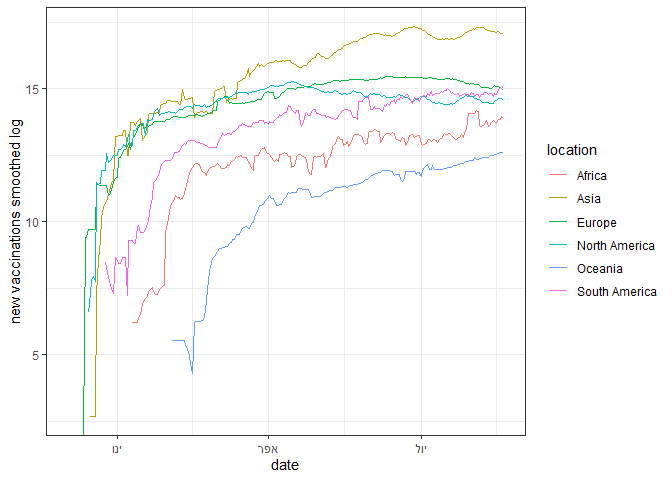 new vaccinations smoothed log
15
10
5
ינו
אפר
יול
date
location
Africa
Asia
Europe
North America
Oceania
South America